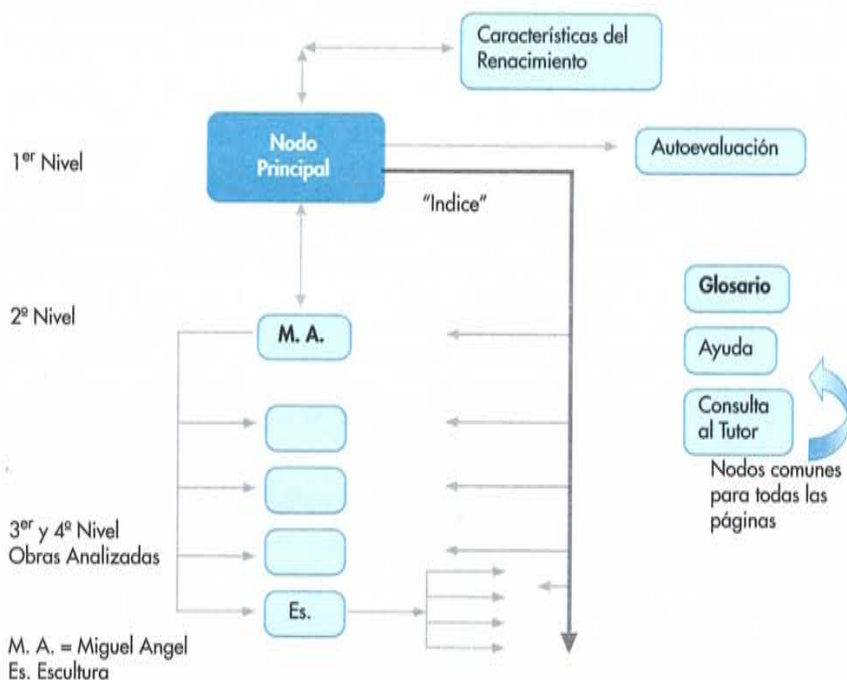 Características del
Renacimiento
Nodo
Principal
1er Nivel
Autoevaluación
"Indice"
Glosario
2º Nivel
M. A.
Ayuda
Consulta
al Tutor
Nodos comunes
para todas las
páginas
3er y 4º Nivel
Obras Analizadas
Es.
M. A. = Miguel Angel
Es. Escultura